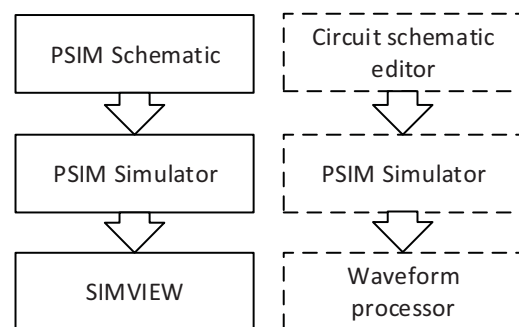 PSIM Schematic
Circuit schematic
editor
PSIM Simulator
PSIM Simulator
SIMVIEW
Waveform
processor